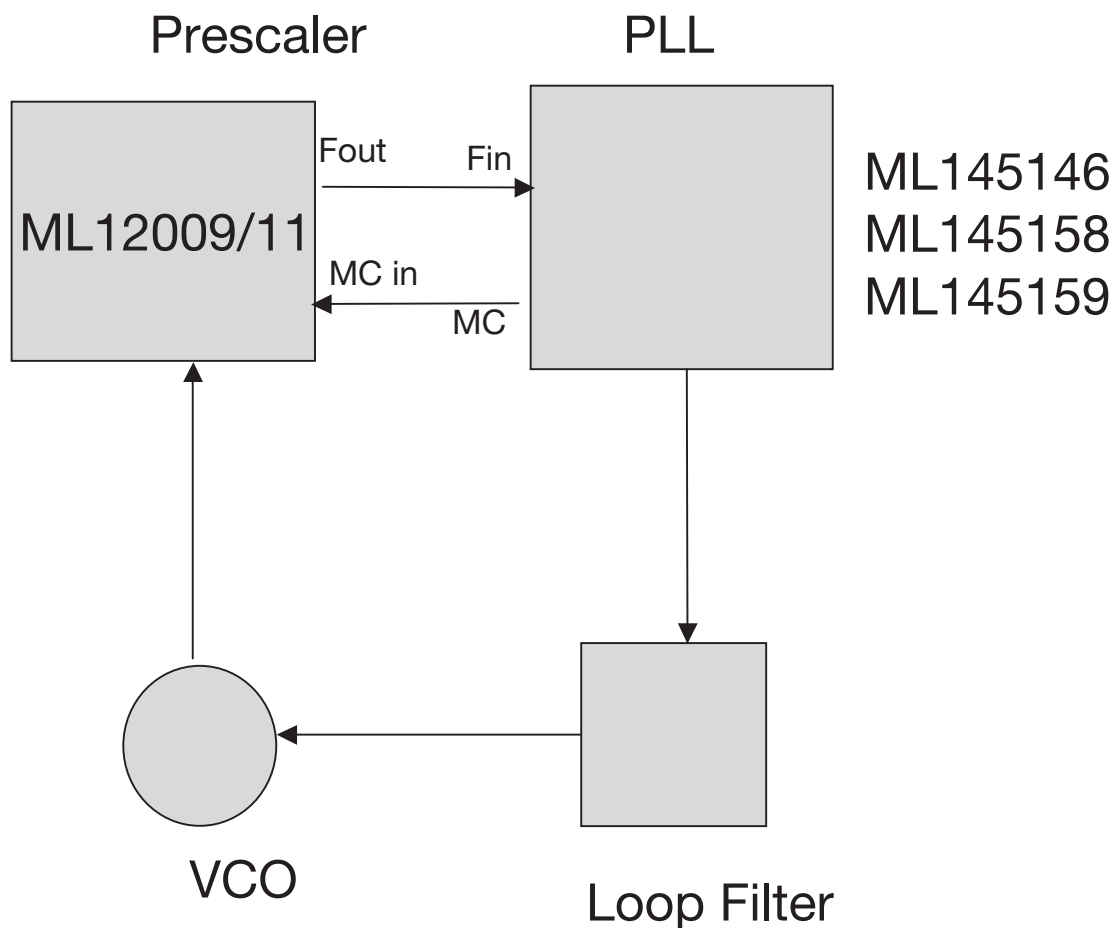 Prescaler
PLL
Fout
Fin
ML12009/11
MC in
MC
ML145146
ML145158
ML145159
VCO
Loop Filter